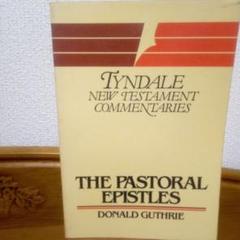 TYNDALE
NEW TESTAMENT
COMMENTARIES
THE PASTORAL
EPISTLES
DONALD GUTHRIE